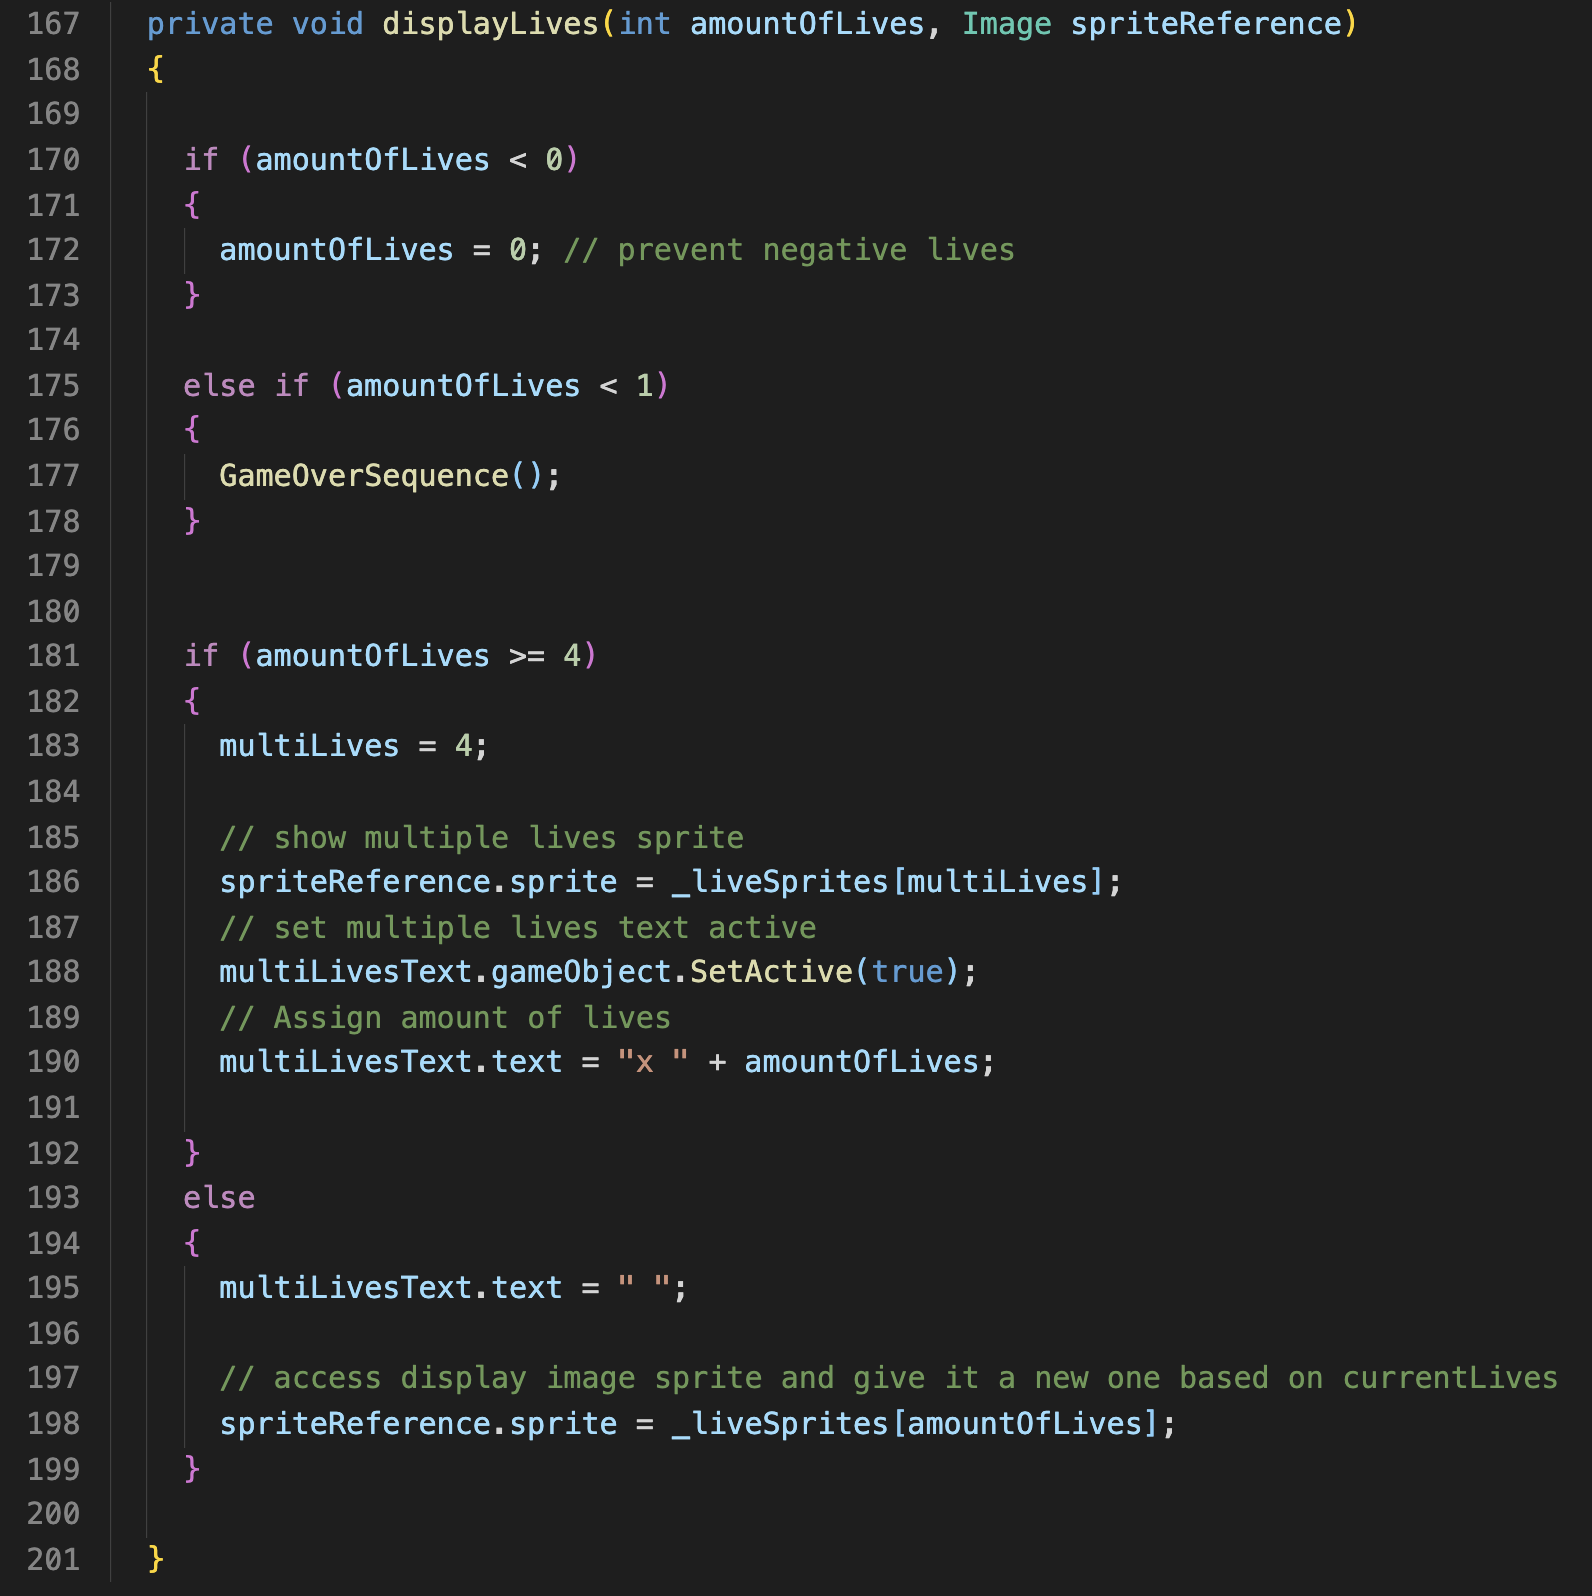 167 private void displayLives(int amountOfLives, Image spriteReference)
168 {
169
170 if (amountOfLives < 0)
171 {
172 amountOfLives = 0; // prevent negative lives
173 }
174
175 else if (amountOfLives < 1)
176 {
177 GameOverSequence();
178 }
179
180
181 if (amountOfLives >= 4)
182 {
183 multiLives = 4;
184
185 // show multiple lives sprite
186 spriteReference.sprite = _liveSprites[multiLives];
187 // set multiple lives text active
188 multiLivesText.gameObject.SetActive(true);
189 // Assign amount of lives
190 multiLivesText.text = "x " + amountOfLives;
191
192 }
193 else
194 {
195 multiLivesText.text = " ";
196
197 // access display image sprite and give it a new one based on currentLives
198 spriteReference.sprite = _liveSprites[amountOfLives];
199 }
200
201 }